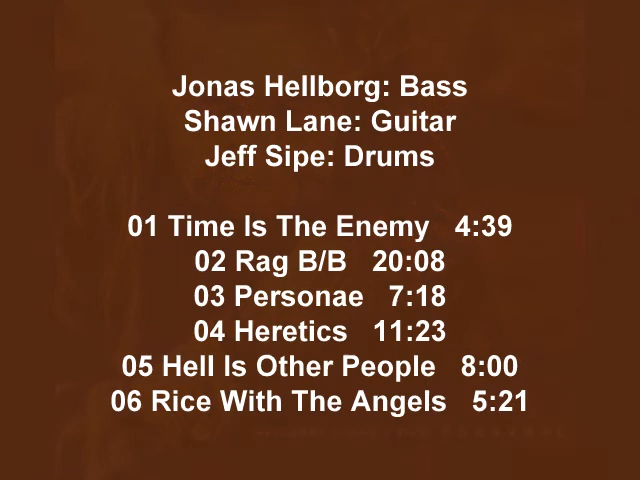 Jonas Hellborg: Bass
Shawn Lane: Guitar
Jeff Sipe: Drums
01 Time Is The Enemy 4:39
02 Rag B/B 20:08
03 Personae 7:18
04 Heretics 11:23
05 Hell Is Other People 8:00
06 Rice With The Angels 5:21